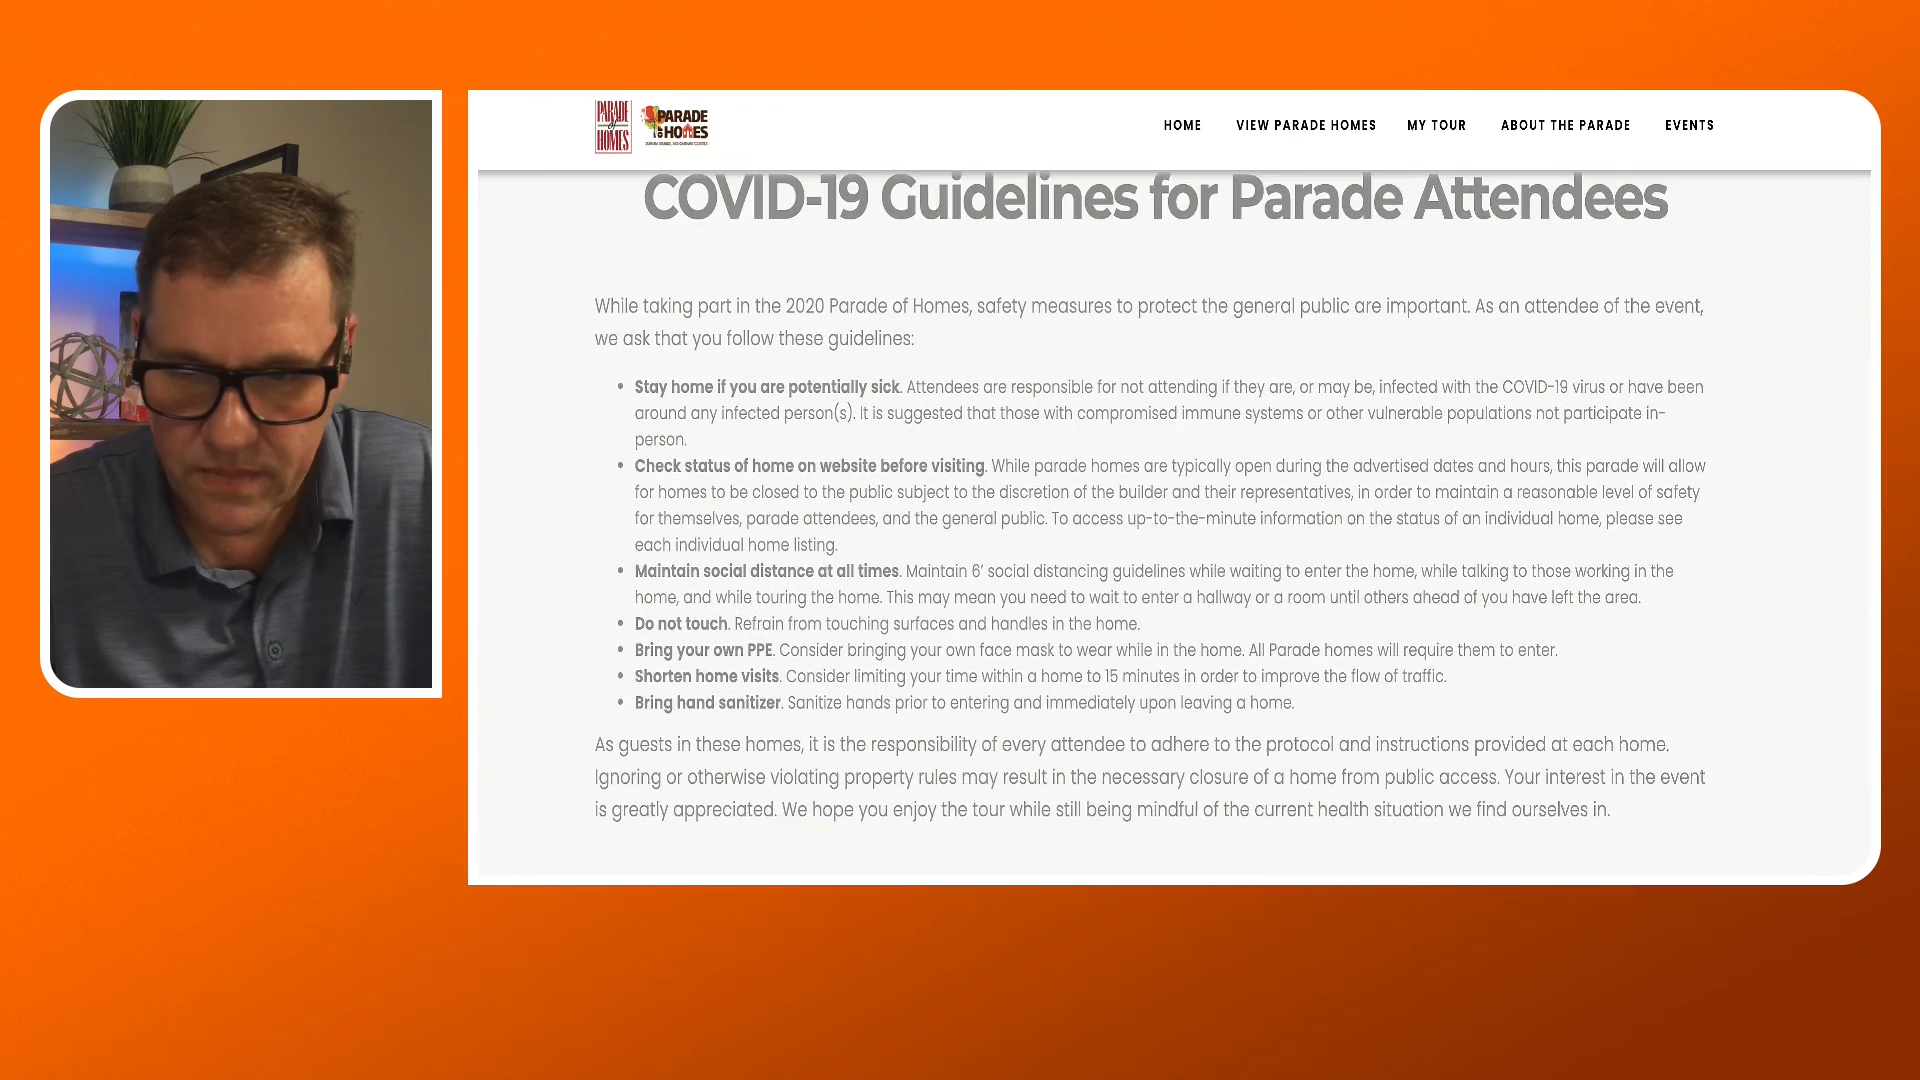 PARADE
of
HOMES
PARADE
OF HOMES
DURHAM, ORANGE, AND CHATHAM COUNTIES
HOME
VIEW PARADE HOMES
MY TOUR
ABOUT THE PARADE
EVENTS
COVID-19 Guidelines for Parade Attendees
While taking part in the 2020 Parade of Homes, safety measures to protect the general public are important. As an attendee of the event,
we ask that you follow these guidelines:
• Stay home if you are potentially sick. Attendees are responsible for not attending if they are, or may be, infected with the COVID-19 virus or have been
around any infected person(s). It is suggested that those with compromised immune systems or other vulnerable populations not participate in-
person.
• Check status of home on website before visiting. While parade homes are typically open during the advertised dates and hours, this parade will allow
for homes to be closed to the public subject to the discretion of the builder and their representatives, in order to maintain a reasonable level of safety
for themselves, parade attendees, and the general public. To access up-to-the-minute information on the status of an individual home, please see
each individual home listing.
• Maintain social distance at all times. Maintain 6’ social distancing guidelines while waiting to enter the home, while talking to those working in the
home, and while touring the home. This may mean you need to wait to enter a hallway or a room until others ahead of you have left the area.
• Do not touch. Refrain from touching surfaces and handles in the home.
• Bring your own PPE. Consider bringing your own face mask to wear while in the home. All Parade homes will require them to enter.
• Shorten home visits. Consider limiting your time within a home to 15 minutes in order to improve the flow of traffic.
• Bring hand sanitizer. Sanitize hands prior to entering and immediately upon leaving a home.
As guests in these homes, it is the responsibility of every attendee to adhere to the protocol and instructions provided at each home.
Ignoring or otherwise violating property rules may result in the necessary closure of a home from public access. Your interest in the event
is greatly appreciated. We hope you enjoy the tour while still being mindful of the current health situation we find ourselves in.